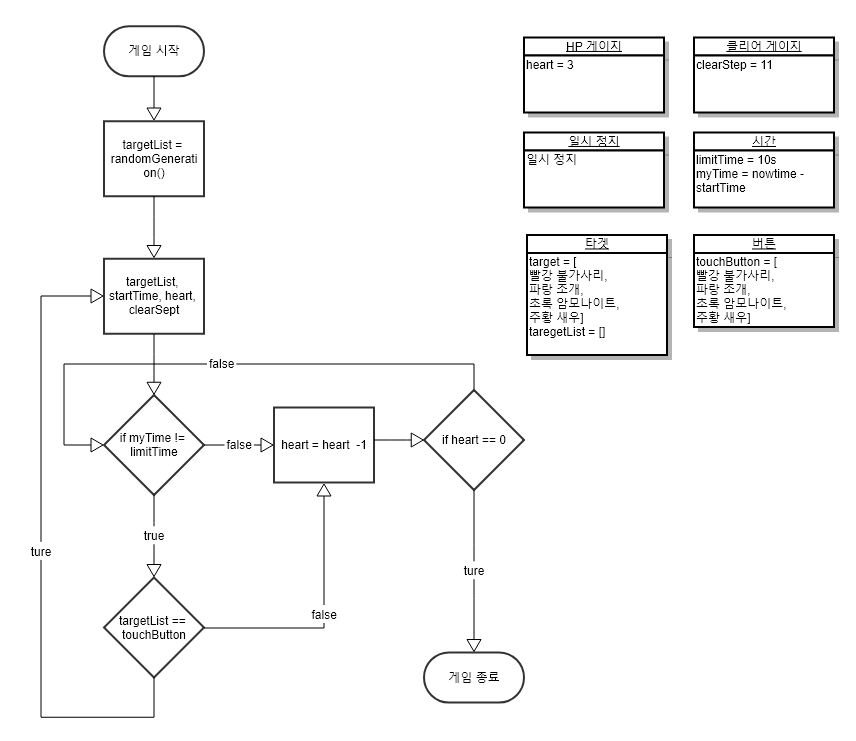 게임 시작
targetList =
randomGenerati
on()
targetList,
startTime, heart,
clearSept
false
if myTime !=
limitTime
false
heart = heart  -1
if heart == 0
true
ture
ture
false
targetList ==
touchButton
게임 종료
HP 게이지
heart = 3
클리어 게이지
clearStep = 11
일시 정지
일시 정지
시간
limitTime = 10s
myTime = nowtime -
startTime
타겟
target = [
빨강 불가사리,
파랑 조개,
초록 암모나이트,
주황 새우]
taregetList = []
버튼
touchButton = [
빨강 불가사리,
파랑 조개,
초록 암모나이트,
주황 새우]